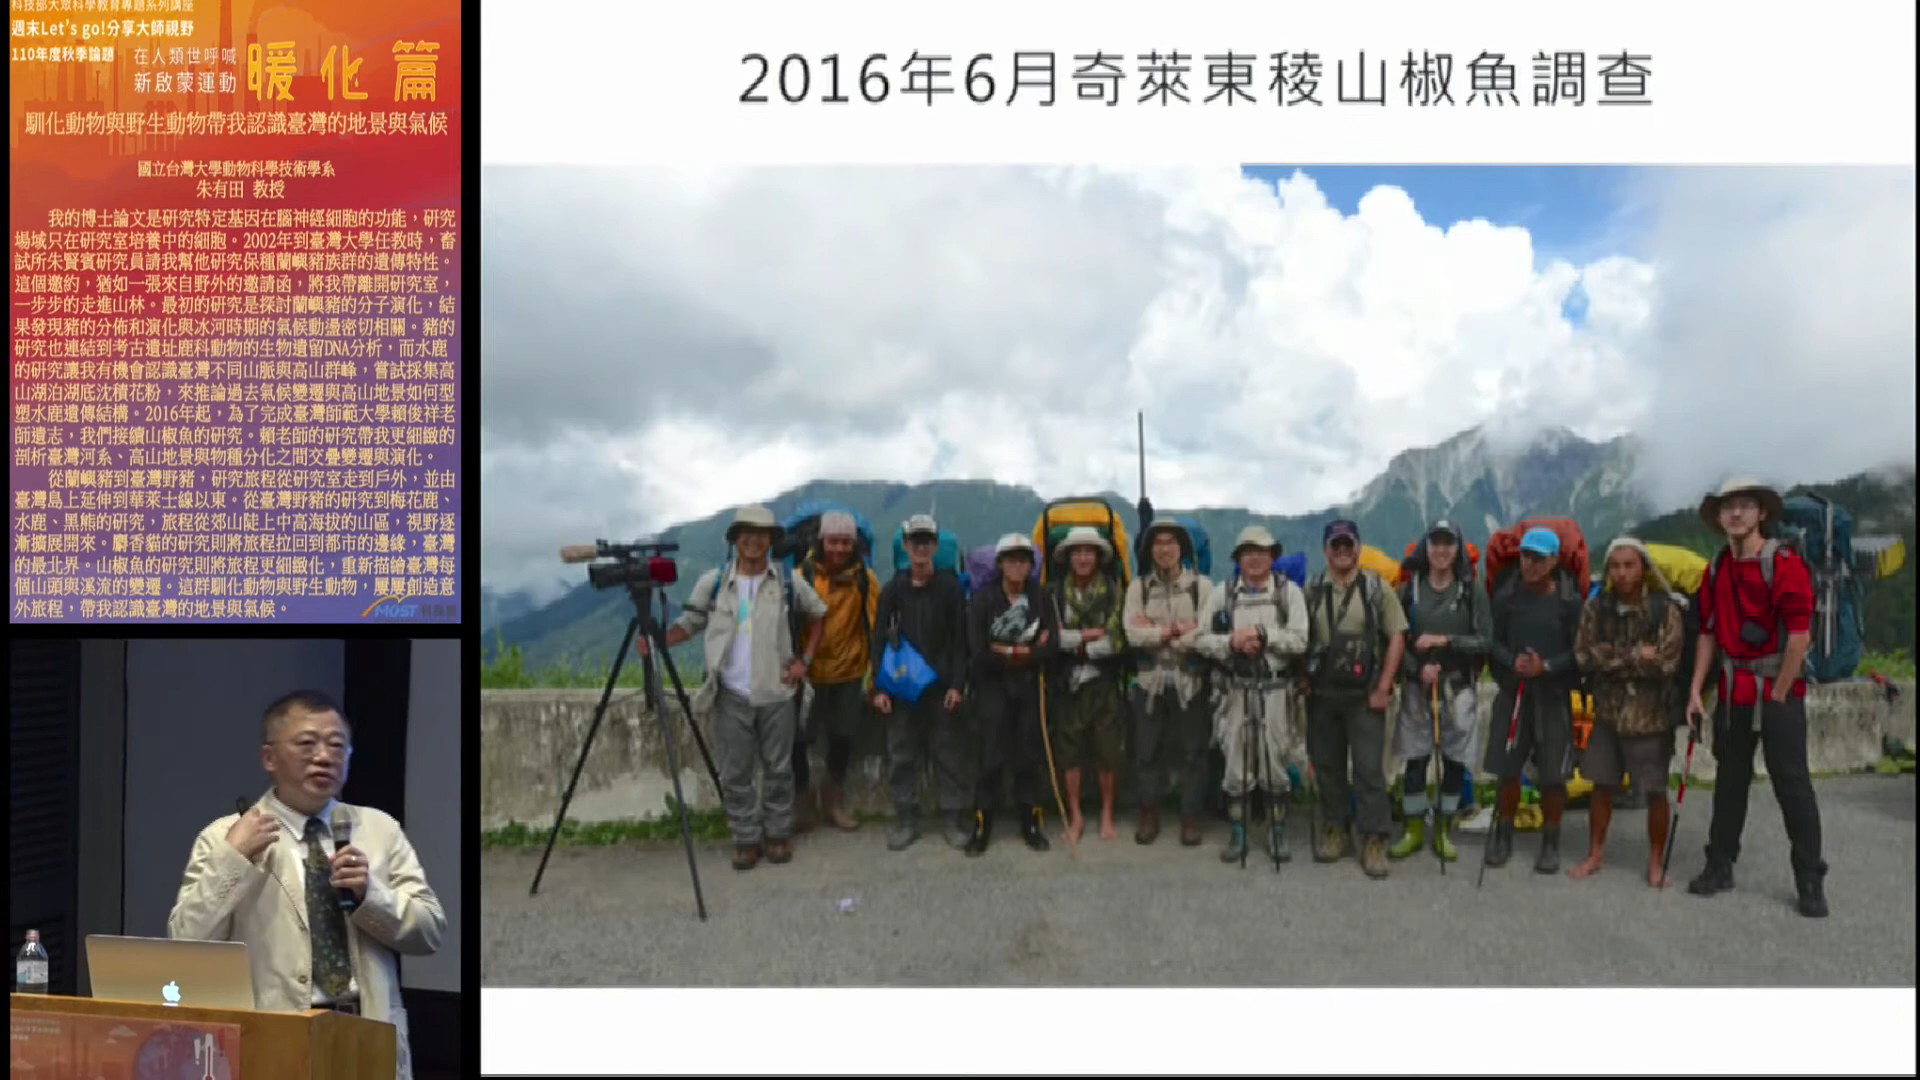 科技部大眾科學教育專題系列講座
週末Let's go!分享大師視野
110年度秋季論題
在人類世呼喊
新啟蒙運動
暖化篇
馴化動物與野生動物帶我認識臺灣的地景與氣候
國立台灣大學動物科學技術學系
朱有田 教授
我的博士論文是研究特定基因在腦神經細胞的功能，研究
場域只在研究室培養中的細胞。2002年到臺灣大學任教時，畜
試所朱賢賓研究員請我幫他研究保種蘭嶼豬族群的遺傳特性。
這個邀約，猶如一張來自野外的邀請函，將我帶離開研究室，
一步步的走進山林。最初的研究是探討蘭嶼豬的分子演化，結
果發現豬的分佈和演化與冰河時期的氣候動盪密切相關。豬的
研究也連結到考古遺址鹿科動物的生物遺留DNA分析，而水鹿
的研究讓我有機會認識臺灣不同山脈與高山群峰，嘗試採集高
山湖泊湖底沈積花粉，來推論過去氣候變遷與高山地景如何型
塑水鹿遺傳結構。2016年起，為了完成臺灣師範大學賴俊祥老
師遺志，我們接續山椒魚的研究。賴老師的研究帶我更細緻的
剖析臺灣河系、高山地景與物種分化之間交疊變遷與演化。
從蘭嶼豬到臺灣野豬，研究旅程從研究室走到戶外，並由
臺灣島上延伸到華萊士線以東。從臺灣野豬的研究到梅花鹿、
水鹿、黑熊的研究，旅程從郊山陡上中高海拔的山區，視野逐
漸擴展開來。麝香貓的研究則將旅程拉回到都市的邊緣，臺灣
的最北界。山椒魚的研究則將旅程更細緻化，重新描繪臺灣每
個山頭與溪流的變遷。這群馴化動物與野生動物，屢屢創造意
外旅程，帶我認識臺灣的地景與氣候。
MOST 科技部
2016年6月奇萊東稜山椒魚調查